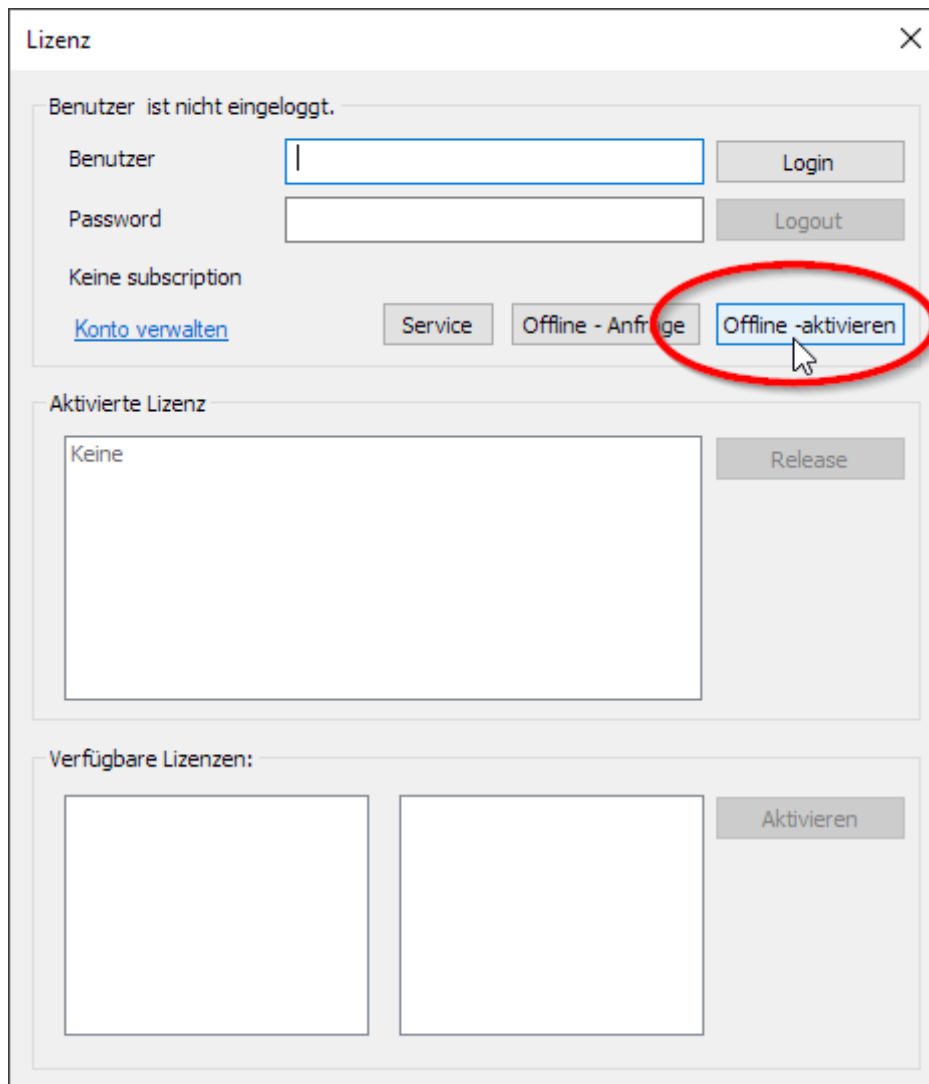 Lizenz
Benutzer  ist nicht eingeloggt.
Benutzer
Login
Password
Logout
Keine subscription
Konto verwalten
Service
Offline - Anfrage
Offline -aktivieren
Aktivierte Lizenz
Keine
Release
Verfügbare Lizenzen:
Aktivieren